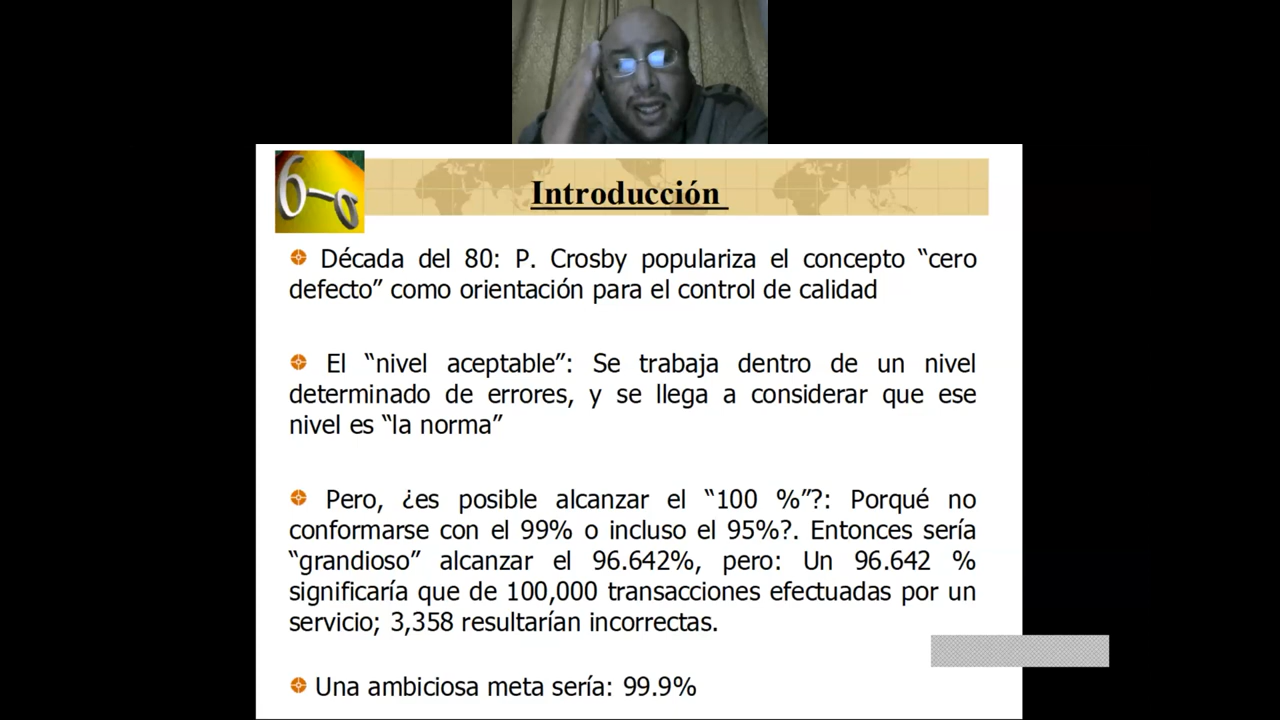 6-σ
Introducción
Década del 80: P. Crosby populariza el concepto “cero
defecto” como orientación para el control de calidad
El “nivel aceptable”: Se trabaja dentro de un nivel
determinado de errores, y se llega a considerar que ese
nivel es “la norma”
Pero, ¿es posible alcanzar el “100 %”?: Porqué no
conformarse con el 99% o incluso el 95%?. Entonces sería
“grandioso” alcanzar el 96.642%, pero: Un 96.642 %
significaría que de 100,000 transacciones efectuadas por un
servicio; 3,358 resultarían incorrectas.
Una ambiciosa meta sería: 99.9%